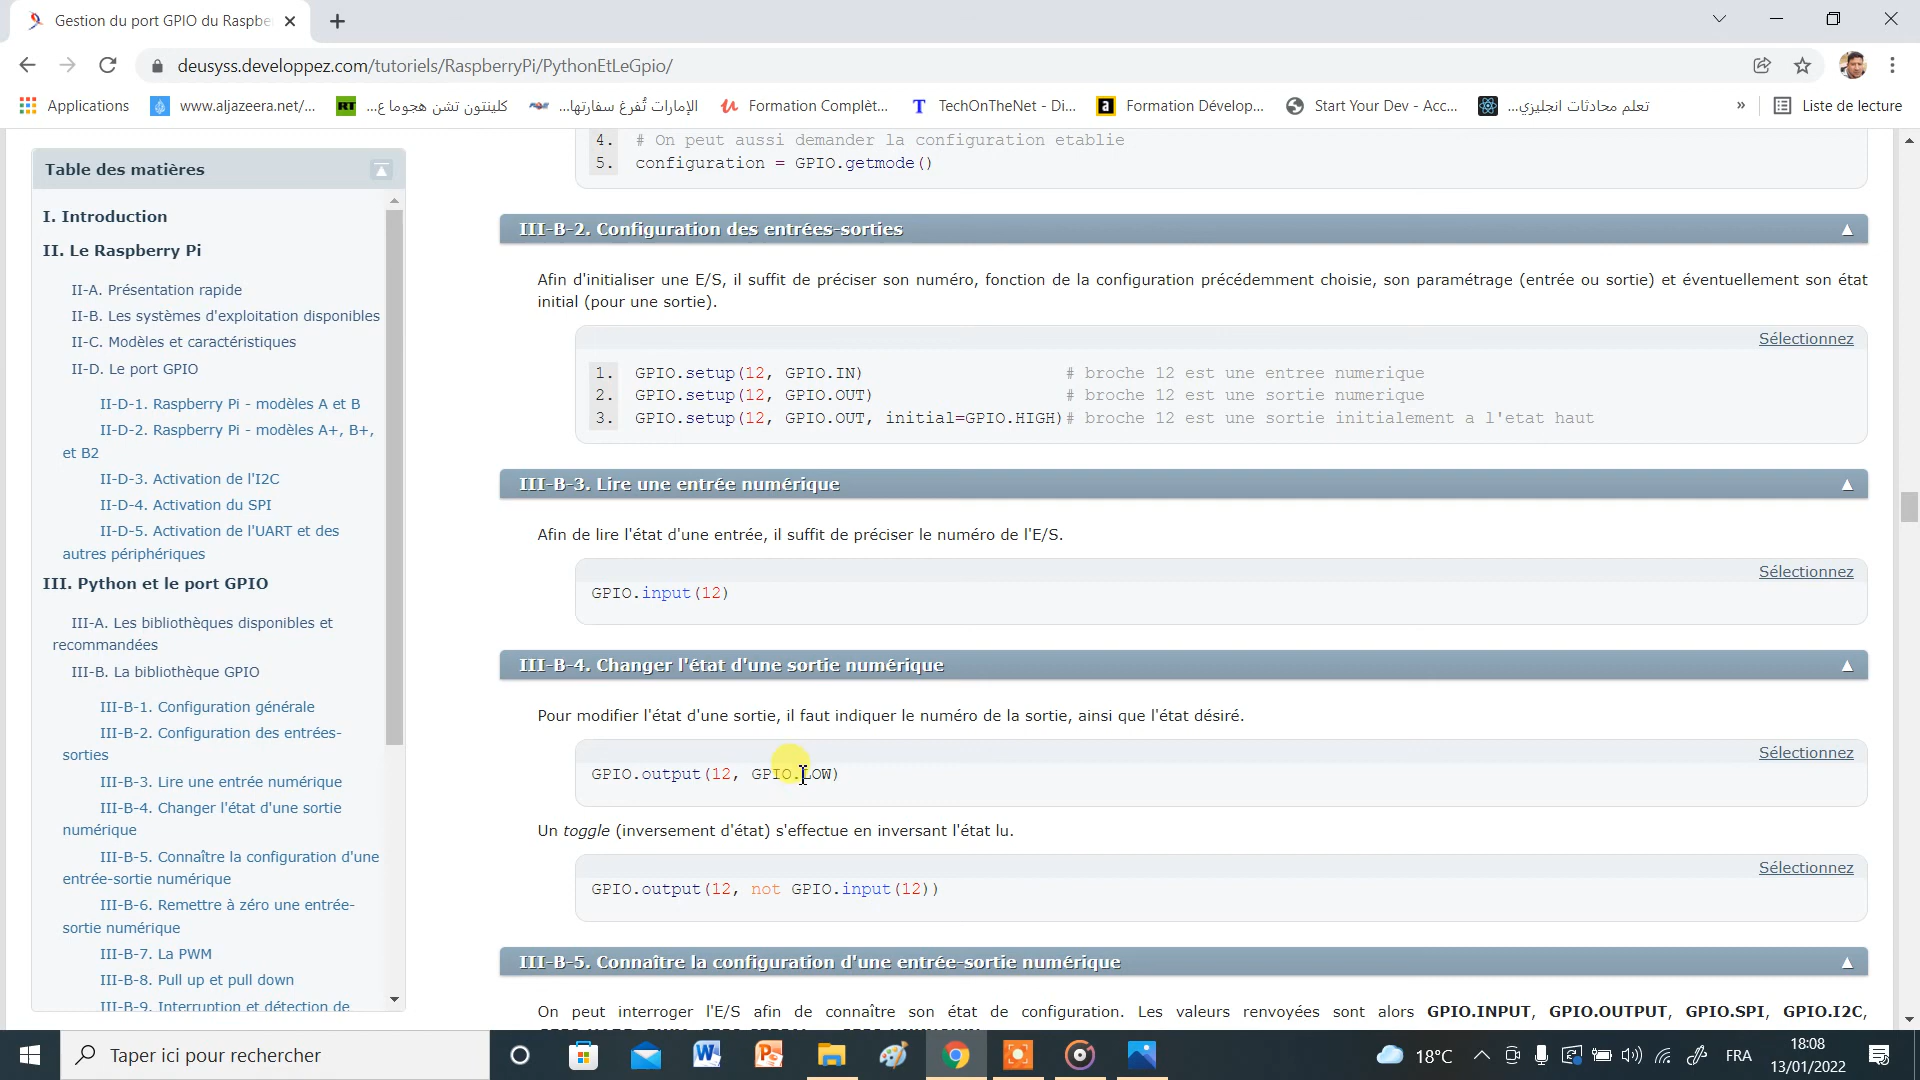 Gestion du port GPIO du Raspbe
deusyss.developpez.com/tutoriels/RaspberryPi/PythonEtLeGpio/
Applications
www.aljazeera.net/...
كلينتون تشن هجوما ع...
الإمارات تُفرغ سفارتها...
Formation Complèt...
TechOnTheNet - Di...
Formation Dévelop...
Start Your Dev - Acc...
تعلم محادثات انجليزي...
»
Liste de lecture
Table des matières
I. Introduction
II. Le Raspberry Pi
II-A. Présentation rapide
II-B. Les systèmes d'exploitation disponibles
II-C. Modèles et caractéristiques
II-D. Le port GPIO
II-D-1. Raspberry Pi - modèles A et B
II-D-2. Raspberry Pi - modèles A+, B+,
et B2
II-D-3. Activation de l'I2C
II-D-4. Activation du SPI
II-D-5. Activation de l'UART et des
autres périphériques
III. Python et le port GPIO
III-A. Les bibliothèques disponibles et
recommandées
III-B. La bibliothèque GPIO
III-B-1. Configuration générale
III-B-2. Configuration des entrées-
sorties
III-B-3. Lire une entrée numérique
III-B-4. Changer l'état d'une sortie
numérique
III-B-5. Connaître la configuration d'une
entrée-sortie numérique
III-B-6. Remettre à zéro une entrée-
sortie numérique
III-B-7. La PWM
III-B-8. Pull up et pull down
III-B-9. Interruption et détection de
4. # On peut aussi demander la configuration etablie
5. configuration = GPIO.getmode()
III-B-2. Configuration des entrées-sorties
Afin d'initialiser une E/S, il suffit de préciser son numéro, fonction de la configuration précédemment choisie, son paramétrage (entrée ou sortie) et éventuellement son état
initial (pour une sortie).
Sélectionnez
1. GPIO.setup(12, GPIO.IN) # broche 12 est une entree numerique
2. GPIO.setup(12, GPIO.OUT) # broche 12 est une sortie numerique
3. GPIO.setup(12, GPIO.OUT, initial=GPIO.HIGH)# broche 12 est une sortie initialement a l'etat haut
III-B-3. Lire une entrée numérique
Afin de lire l'état d'une entrée, il suffit de préciser le numéro de l'E/S.
Sélectionnez
GPIO.input(12)
III-B-4. Changer l'état d'une sortie numérique
Pour modifier l'état d'une sortie, il faut indiquer le numéro de la sortie, ainsi que l'état désiré.
Sélectionnez
GPIO.output(12, GPIO.LOW)
Un toggle (inversement d'état) s'effectue en inversant l'état lu.
Sélectionnez
GPIO.output(12, not GPIO.input(12))
III-B-5. Connaître la configuration d'une entrée-sortie numérique
On peut interroger l'E/S afin de connaître son état de configuration. Les valeurs renvoyées sont alors GPIO.INPUT, GPIO.OUTPUT, GPIO.SPI, GPIO.I2C,
Taper ici pour rechercher
18°C
FRA
18:08
13/01/2022